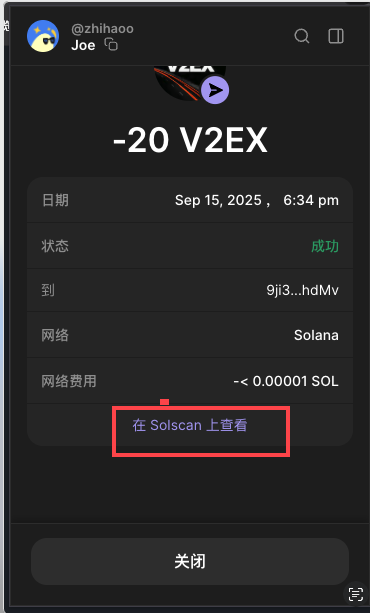 @zhihaoo
Joe
V2EX
-20 V2EX
日期 Sep 15, 2025 ， 6:34 pm
状态 成功
到 9ji3...hdMv
网络 Solana
网络费用 -< 0.00001 SOL
在 Solscan 上查看
关闭